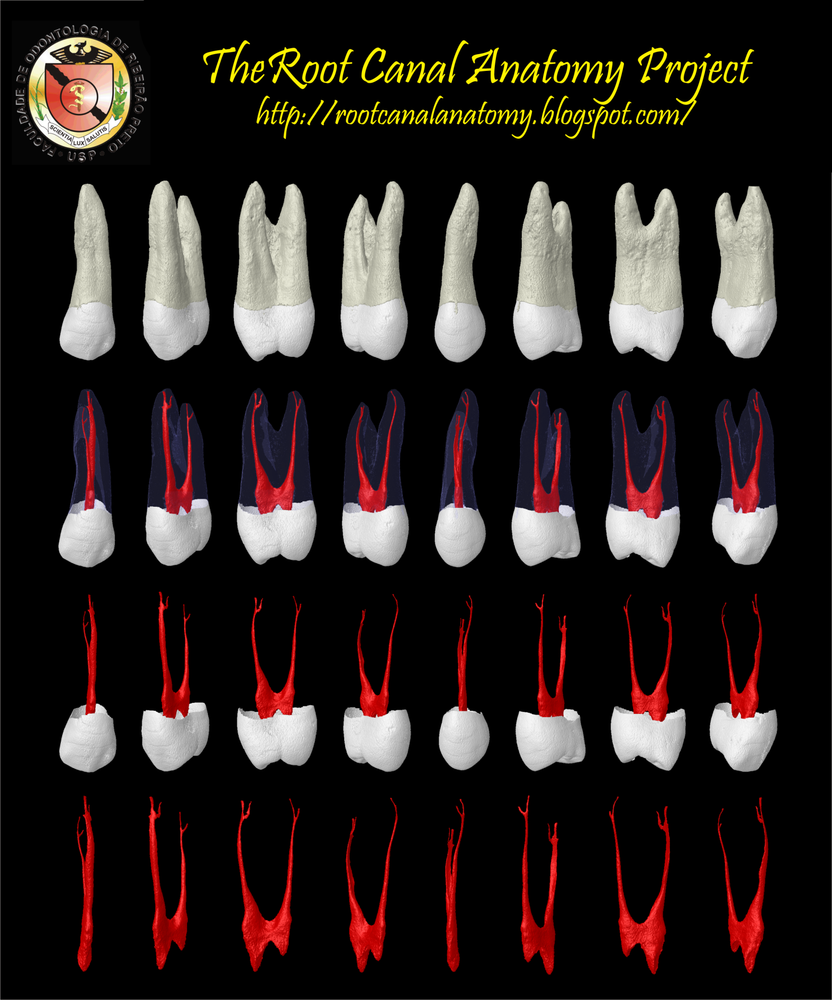 FACULDADE DE ODONTOLOGIA DE RIBEIRÃO PRETO
USP
SCIENTIA LUX SALUTIS
The Root Canal Anatomy Project
http://rootcanalanatomy.blogspot.com/